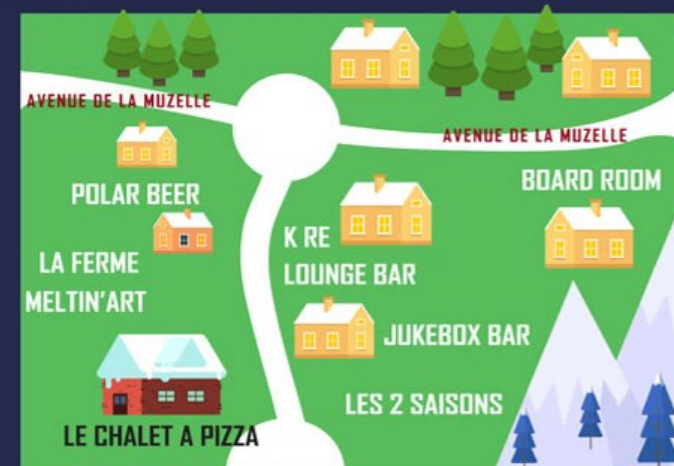 AVENUE DE LA MUZELLE
AVENUE DE LA MUZELLE
POLAR BEER
BOARD ROOM
LA FERME
MELTIN'ART
K RE
LOUNGE BAR
JUKEBOX BAR
LES 2 SAISONS
LE CHALET A PIZZA